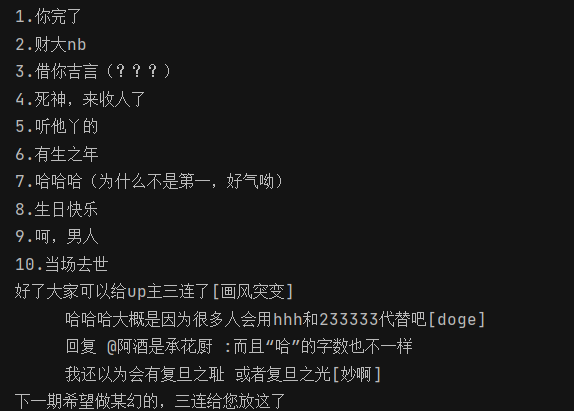 1.你完了
2.财大nb
3.借你吉言（？？？）
4.死神，来收人了
5.听他丫的
6.有生之年
7.哈哈哈（为什么不是第一，好气呦）
8.生日快乐
9.呵，男人
10.当场去世
好了大家可以给up主三连了[画风突变]
哈哈哈大概是因为很多人会用hhh和233333代替吧[doge]
回复 @阿酒是承花厨 :而且“哈”的字数也不一样
我还以为会有复旦之耻 或者复旦之光[妙啊]
下一期希望做某幻的，三连给您放这了